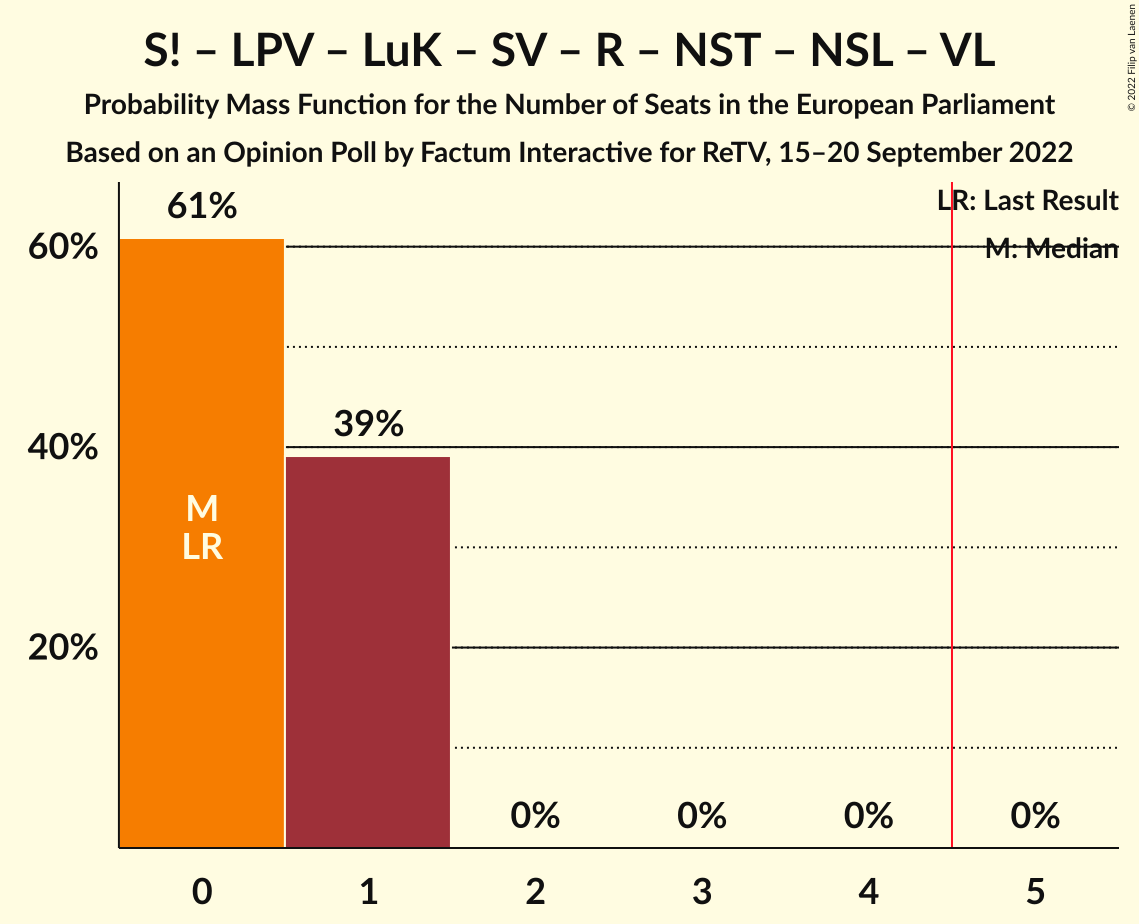 S! – LPV – LuK – SV – R – NST – NSL – VL
Probability Mass Function for the Number of Seats in the European Parliament
Based on an Opinion Poll by Factum Interactive for ReTV, 15–20 September 2022
© 2022 Filip van Laenen
LR: Last Result
M: Median
61%
60%
39%
40%
M
LR
20%
0% 0% 0% 0%
0 1 2 3 4 5